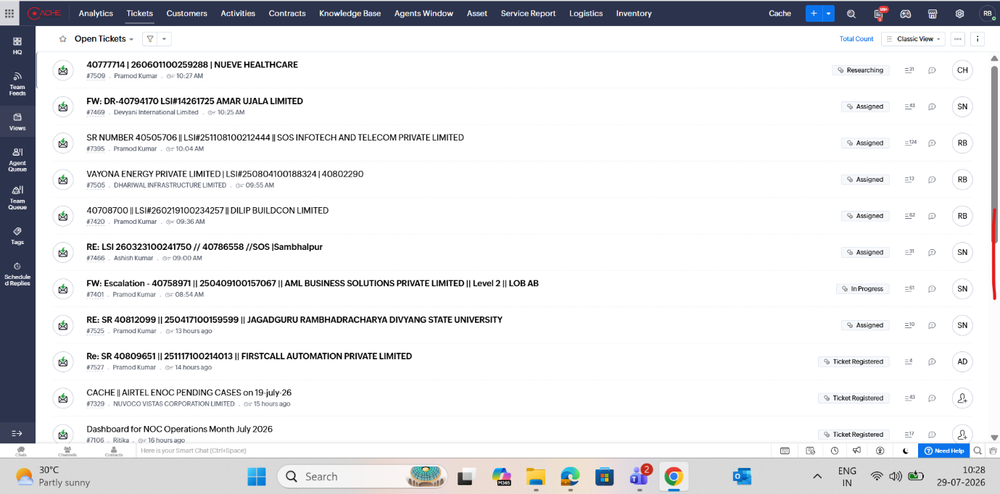 CACHE Analytics Tickets Customers Activities Contracts Knowledge Base Agents Window Asset Service Report Logistics Inventory Cache 99+ RB
HQ
Team Feeds
Views
Agent Queue
Team Queue
Tags
Schedule
d Replies
Open Tickets Total Count Classic View
40777714 | 260601100259288 | NUEVE HEALTHCARE
#7509 . Pramod Kumar . 10:27 AM
Researching 31 CH
FW: DR-40794170 LSI#14261725 AMAR UJALA LIMITED
#7469 . Devyani International Limited . 10:25 AM
Assigned 43 SN
SR NUMBER 40505706 || LSI#251108100212444 || SOS INFOTECH AND TELECOM PRIVATE LIMITED
#7395 . Pramod Kumar . 10:04 AM
Assigned 124 RB
VAYONA ENERGY PRIVATE LIMITED | LSI#250804100188324 | 40802290
#7505 . DHARIWAL INFRASTRUCTURE LIMITED . 09:55 AM
Assigned 13 RB
40708700 || LSI#260219100234257 || DILIP BUILDCON LIMITED
#7420 . Pramod Kumar . 09:36 AM
Assigned 62 RB
RE: LSI 260323100241750 // 40786558 //SOS |Sambhalpur
#7466 . Ashish Kumar . 09:00 AM
Assigned 31 SN
FW: Escalation - 40758971 || 250409100157067 || AML BUSINESS SOLUTIONS PRIVATE LIMITED || Level 2 || LOB AB
#7401 . Pramod Kumar . 08:54 AM
In Progress 61 SN
RE: SR 40812099 || 250417100159599 || JAGADGURU RAMBHADRACHARYA DIVYANG STATE UNIVERSITY
#7525 . Pramod Kumar . 13 hours ago
Assigned 10 SN
Re: SR 40809651 || 251117100214013 || FIRSTCALL AUTOMATION PRIVATE LIMITED
#7527 . Pramod Kumar . 14 hours ago
Ticket Registered 4 AD
CACHE || AIRTEL ENOC PENDING CASES on 19-july-26
#7329 . NUVOCO VISTAS CORPORATION LIMITED . 15 hours ago
Ticket Registered 43
Dashboard for NOC Operations Month July 2026
#7106 . Ritika . 16 hours ago
Ticket Registered 17
Chats Channels Contacts Here is your Smart Chat (Ctrl+Space) Need Help
30°C
Partly sunny
Search
M365
2
ENG
IN
10:28
29-07-2026